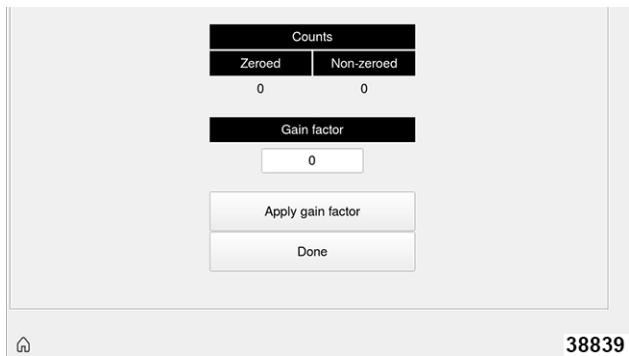 Counts
Zeroed Non-zeroed
0 0
Gain factor
0
Apply gain factor
Done
38839